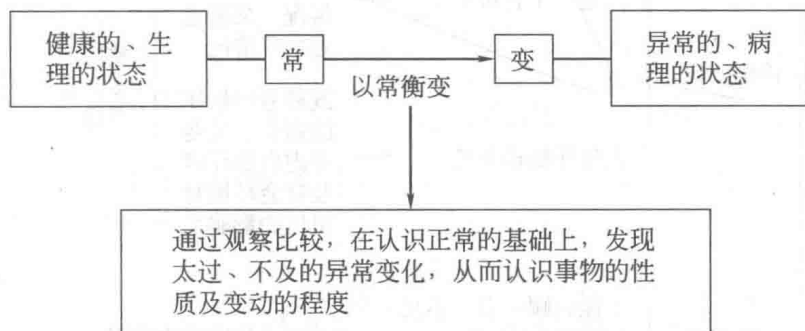 健康的、生
理的状态
常
变
异常的、病
理的状态
以常衡变
通过观察比较，在认识正常的基础上，发现
太过、不及的异常变化，从而认识事物的性
质及变动的程度